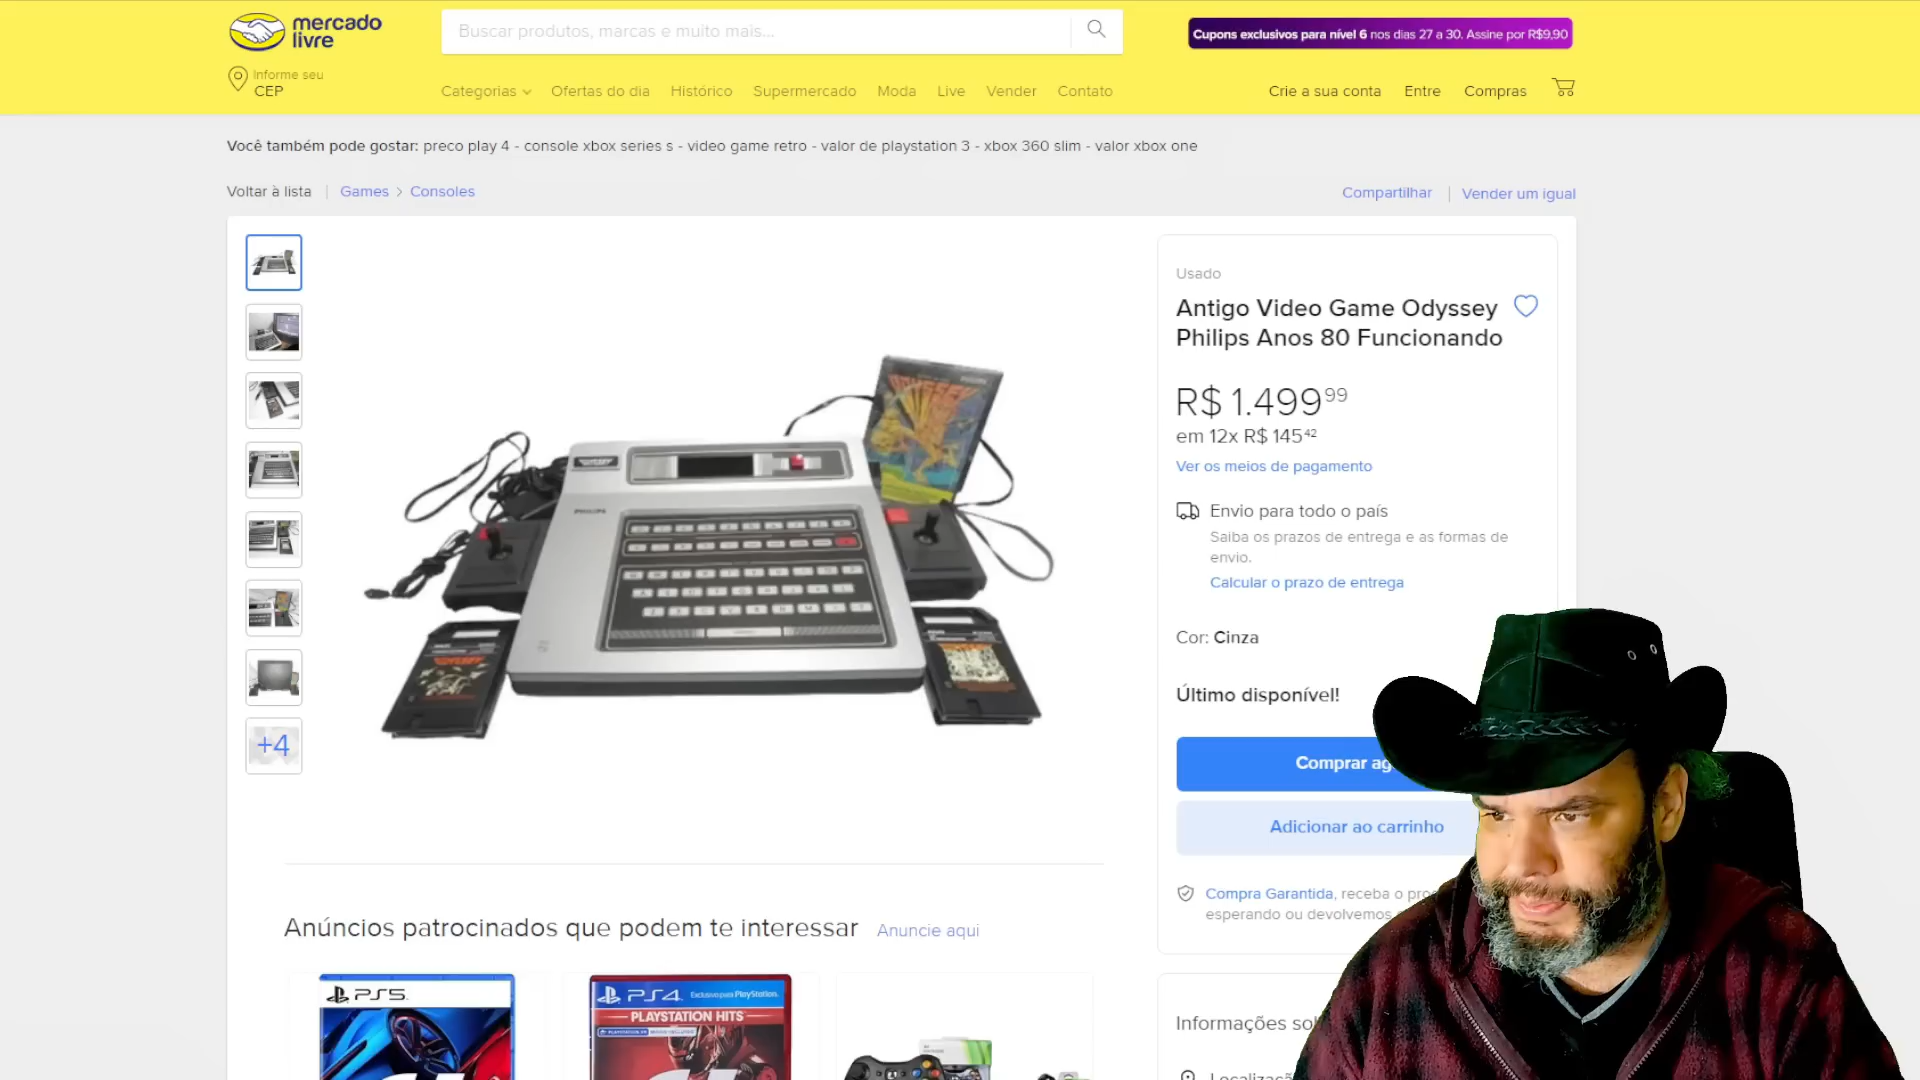 mercado
livre
Buscar produtos, marcas e muito mais...
Cupons exclusivos para nível 6 nos dias 27 a 30. Assine por R$9,90
Informe seu
CEP
Categorias
Ofertas do dia
Histórico
Supermercado
Moda
Live
Vender
Contato
Crie a sua conta
Entre
Compras
Você também pode gostar: preco play 4 - console xbox series s - video game retro - valor de playstation 3 - xbox 360 slim - valor xbox one
Voltar à lista
Games > Consoles
Compartilhar
Vender um igual
Usado
Antigo Video Game Odyssey
Philips Anos 80 Funcionando
R$ 1.499 99
em 12x R$ 145 42
Ver os meios de pagamento
Envio para todo o país
Saiba os prazos de entrega e as formas de
envio.
Calcular o prazo de entrega
Cor: Cinza
Último disponível!
Comprar ag
Adicionar ao carrinho
Compra Garantida, receba o pro
esperando ou devolvemos
+4
ODYSSEY
PHILIPS
Anúncios patrocinados que podem te interessar
Anuncie aqui
PS5
PS4
Exclusivo para PlayStation.
PLAYSTATION HITS
Informações so
Localizaç